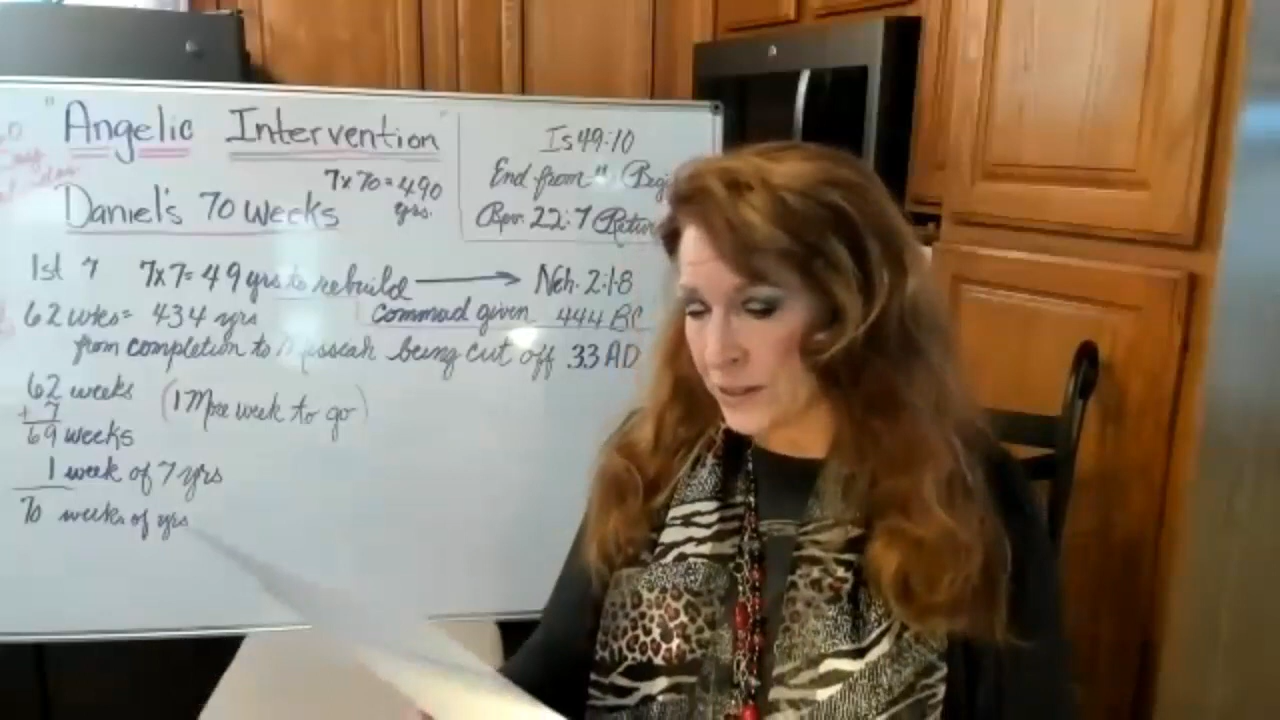 "Angelic Intervention"
7x70=490
yrs.
Daniel's 70 Weeks
Is 49:10
End from "Beg
Rev. 22:7 Retur
1st 7 7x7=49 yrs to rebuild → Neh. 2:1-8
62 wks= 434 yrs Commad given 444 BC
from completion to Messeah being cut off 33 AD
62 weeks (1 More week to go)
+ 7
69 weeks
1 week of 7 yrs
70 weeks of yrs